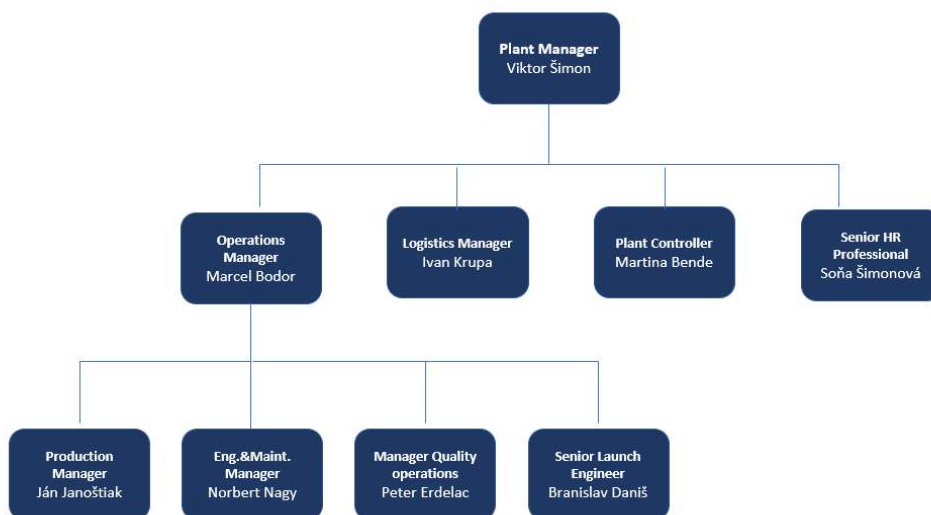 Plant Manager
Viktor Šimon
Operations
Manager
Marcel Bodor
Logistics Manager
Ivan Krupa
Plant Controller
Martina Bende
Senior HR
Professional
Soňa Šimonová
Production
Manager
Ján Janoštiak
Eng.&Maint.
Manager
Norbert Nagy
Manager Quality
operations
Peter Erdelac
Senior Launch
Engineer
Branislav Daniš